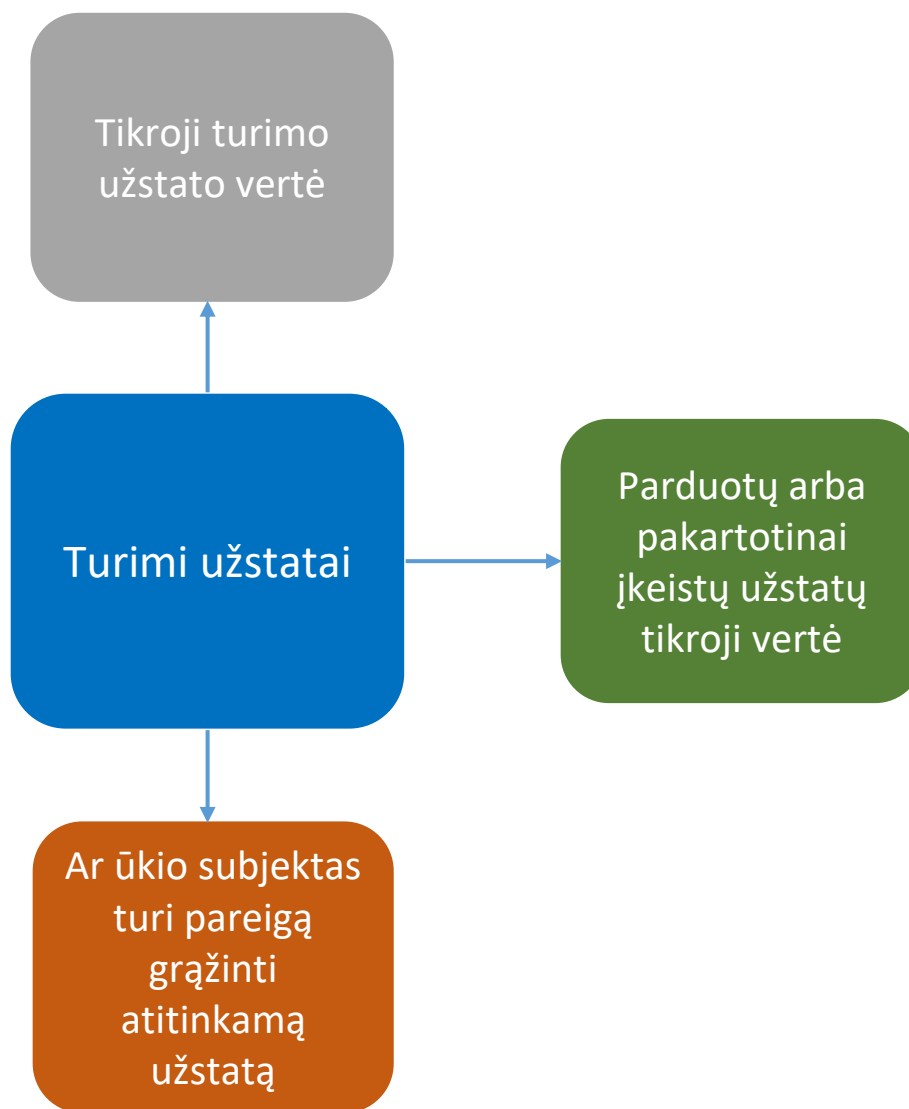 Tikroji turimo
užstato vertė
Turimi užstatai
Parduotų arba
pakartotinai
įkeistų užstatų
tikroji vertė
Ar ūkio subjektas
turi pareigą
grąžinti
atitinkamą
užstatą